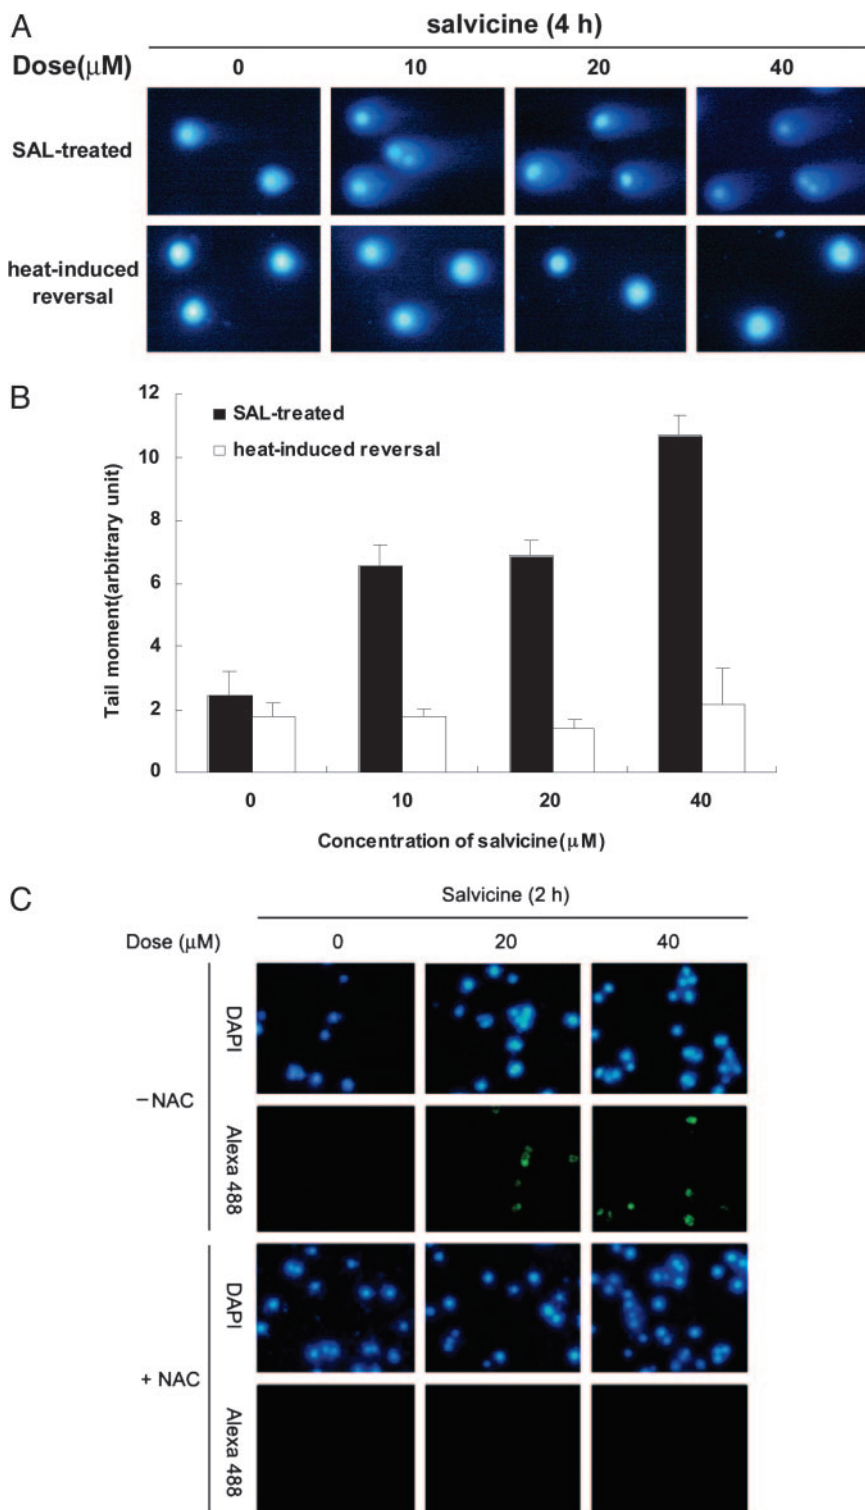 A
salvicine (4 h)
Dose(μM) 0 10 20 40
SAL-treated
heat-induced
reversal
B
12
10
8
6
4
2
0
Tail moment(arbitrary unit)
SAL-treated
heat-induced reversal
0 10 20 40
Concentration of salvicine(μM)
C
Salvicine (2 h)
Dose (μM) 0 20 40
−NAC
DAPI
Alexa 488
+ NAC
DAPI
Alexa 488